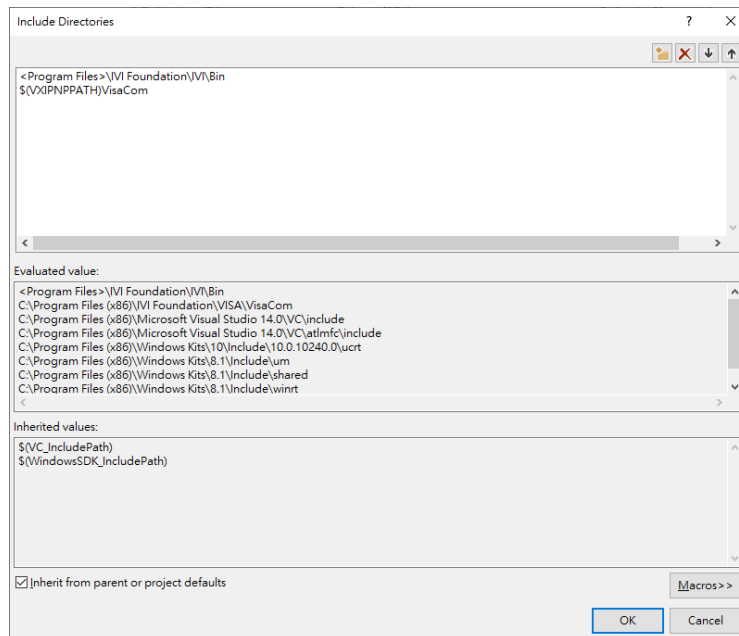 Include Directories
?
<Program Files>\IVI Foundation\IVI\Bin
$(VXIPNPPATH)VisaCom
Evaluated value:
<Program Files>\IVI Foundation\IVI\Bin
C:\Program Files (x86)\IVI Foundation\VISA\VisaCom
C:\Program Files (x86)\Microsoft Visual Studio 14.0\VC\include
C:\Program Files (x86)\Microsoft Visual Studio 14.0\VC\atlmfc\include
C:\Program Files (x86)\Windows Kits\10\Include\10.0.10240.0\ucrt
C:\Program Files (x86)\Windows Kits\8.1\Include\um
C:\Program Files (x86)\Windows Kits\8.1\Include\shared
C:\Program Files (x86)\Windows Kits\8.1\Include\winrt
Inherited values:
$(VC_IncludePath)
$(WindowsSDK_IncludePath)
Inherit from parent or project defaults
Macros>>
OK
Cancel